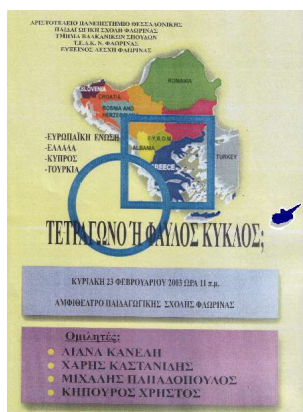 ΑΡΙΣΤΟΤΕΛΕΙΟ ΠΑΝΕΠΙΣΤΗΜΙΟ ΘΕΣΣΑΛΟΝΙΚΗΣ
ΠΑΙΔΑΓΩΓΙΚΗ ΣΧΟΛΗ ΦΛΩΡΙΝΑΣ
ΤΜΗΜΑ ΒΑΛΚΑΝΙΚΩΝ ΣΠΟΥΔΩΝ
Τ.Ε.Δ.Κ. Ν. ΦΛΩΡΙΝΑΣ
ΕΥΞΕΙΝΟΣ ΛΕΣΧΗ ΦΛΩΡΙΝΑΣ
ROMANIA
SLOVENIA
CROATIA
BOSNIA AND
HERZEGOVINA
F.Y.R.O.M.
ALBANIA
TURKEY
GREECE
-ΕΥΡΩΠΑΪΚΗ ΕΝΩΣΗ
-ΕΛΛΑΔΑ
-ΚΥΠΡΟΣ
-ΤΟΥΡΚΙΑ
ΤΕΤΡΑΓΩΝΟ Ή ΦΑΥΛΟΣ ΚΥΚΛΟΣ;
ΚΥΡΙΑΚΗ 23 ΦΕΒΡΟΥΑΡΙΟΥ 2003 ΩΡΑ 11 π.μ.
ΑΜΦΙΘΕΑΤΡΟ ΠΑΙΔΑΓΩΓΙΚΗΣ ΣΧΟΛΗΣ ΦΛΩΡΙΝΑΣ
Ομιλητές:
ΛΙΑΝΑ ΚΑΝΕΛΗ
ΧΑΡΗΣ ΚΑΣΤΑΝΙΔΗΣ
ΜΙΧΑΛΗΣ ΠΑΠΑΔΟΠΟΥΛΟΣ
ΚΗΠΟΥΡΟΣ ΧΡΗΣΤΟΣ